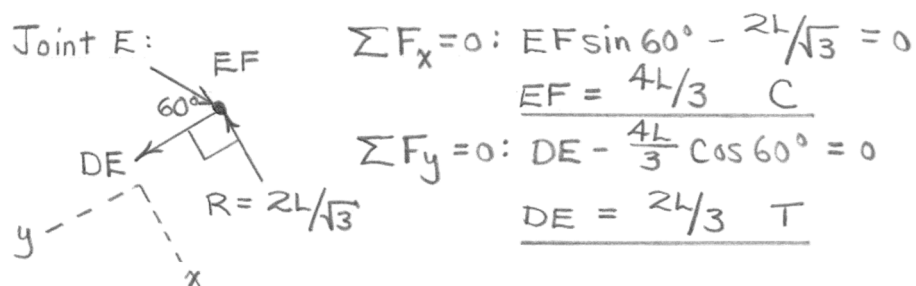 Joint E:
EF
60°
DE
R = 2L/√3
y
x
ΣFx=0: EF sin 60° - 2L/√3 = 0
EF = 4L/3 C
ΣFy=0: DE - 4L/3 Cos 60° = 0
DE = 2L/3 T